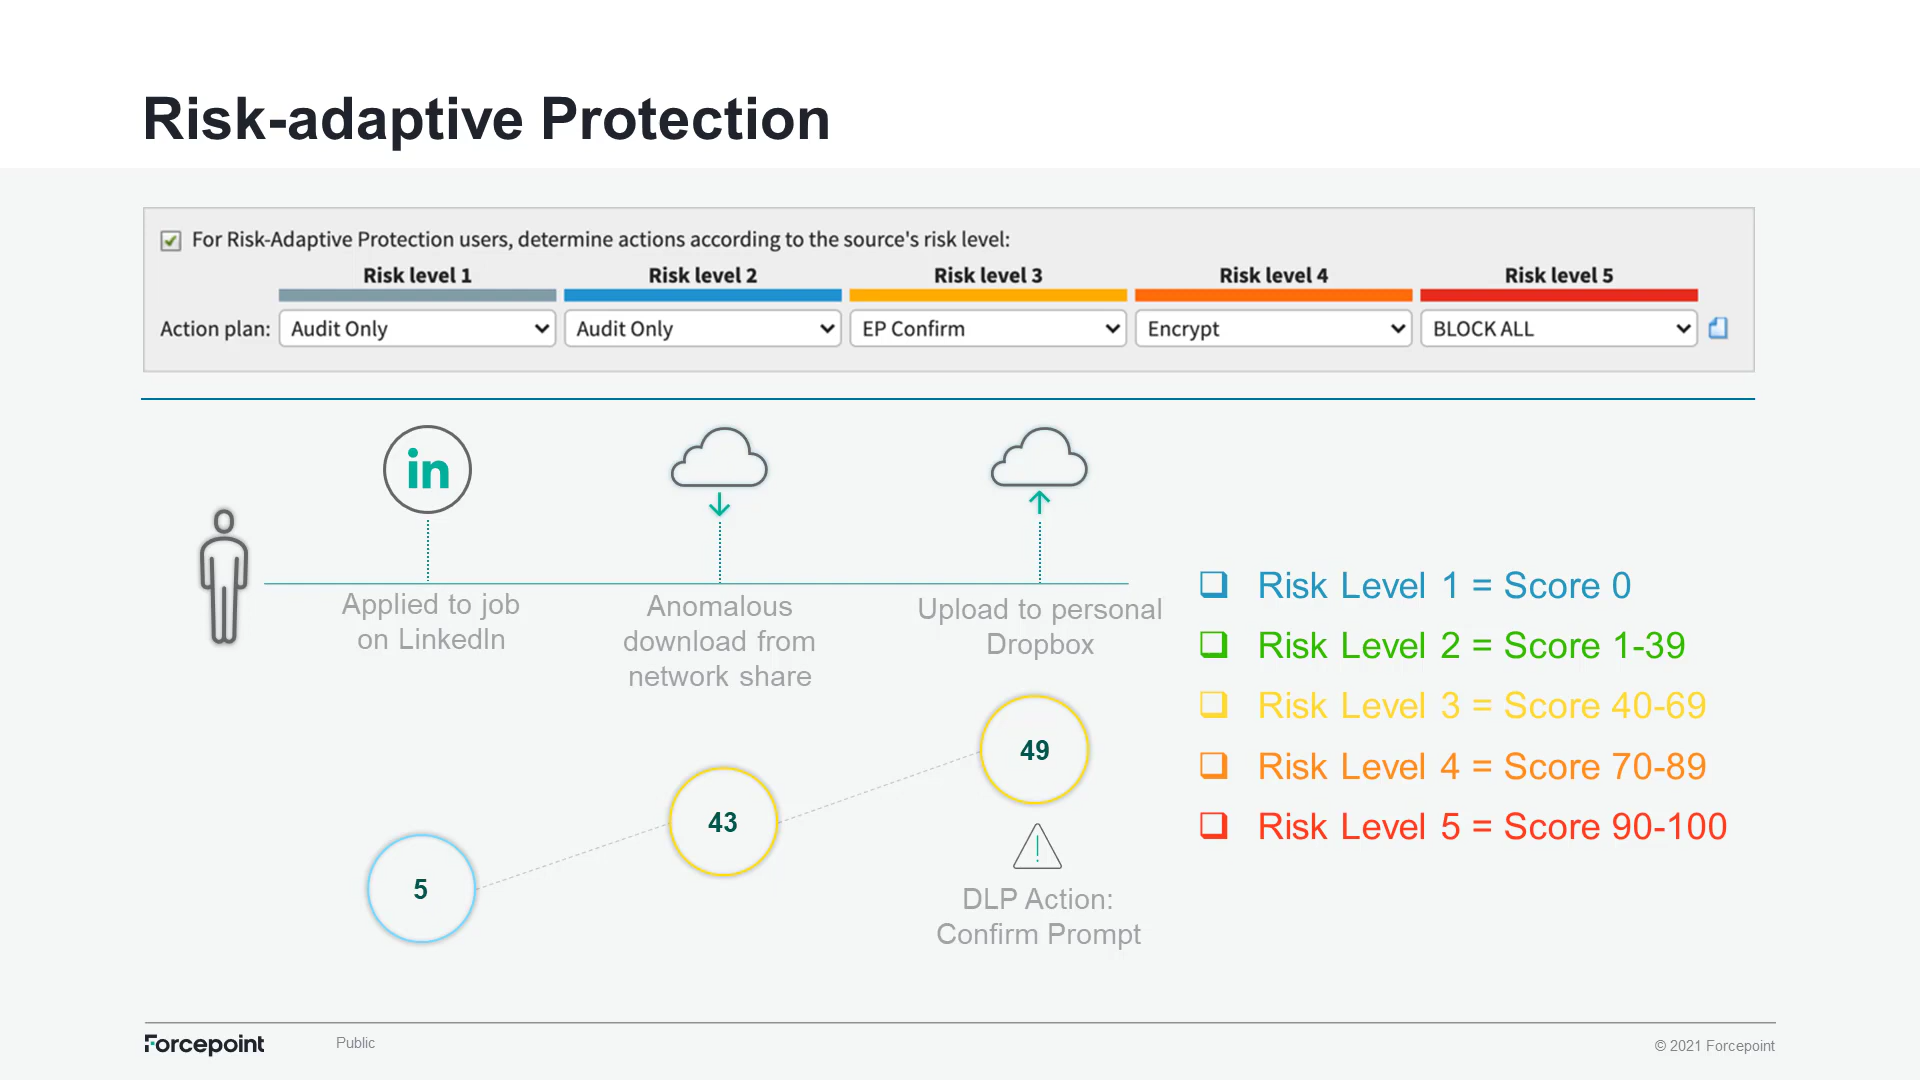 Risk-adaptive Protection
For Risk-Adaptive Protection users, determine actions according to the source's risk level:
Risk level 1 Risk level 2 Risk level 3 Risk level 4 Risk level 5
Action plan: Audit Only Audit Only EP Confirm Encrypt BLOCK ALL
in
Applied to job
on LinkedIn
Anomalous
download from
network share
Upload to personal
Dropbox
5
43
49
DLP Action:
Confirm Prompt
Risk Level 1 = Score 0
Risk Level 2 = Score 1-39
Risk Level 3 = Score 40-69
Risk Level 4 = Score 70-89
Risk Level 5 = Score 90-100
Forcepoint
Public
© 2021 Forcepoint